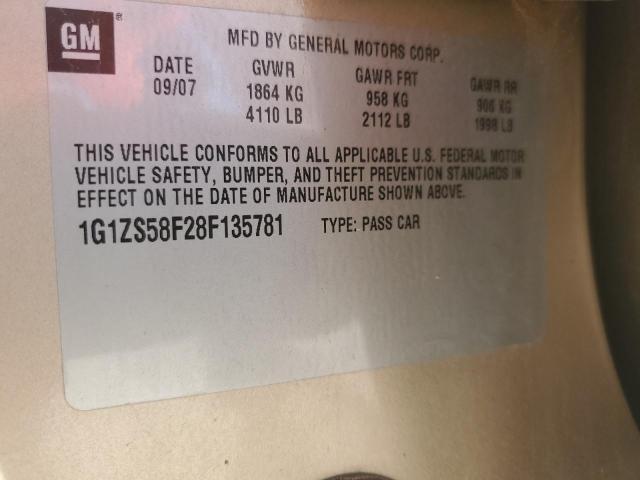 GM®
MFD BY GENERAL MOTORS CORP.
DATE GVWR GAWR FRT GAWR RR
09/07 1864 KG 958 KG 906 KG
4110 LB 2112 LB 1998 LB
THIS VEHICLE CONFORMS TO ALL APPLICABLE U.S. FEDERAL MOTOR
VEHICLE SAFETY, BUMPER, AND THEFT PREVENTION STANDARDS IN
EFFECT ON THE DATE OF MANUFACTURE SHOWN ABOVE.
1G1ZS58F28F135781 TYPE: PASS CAR